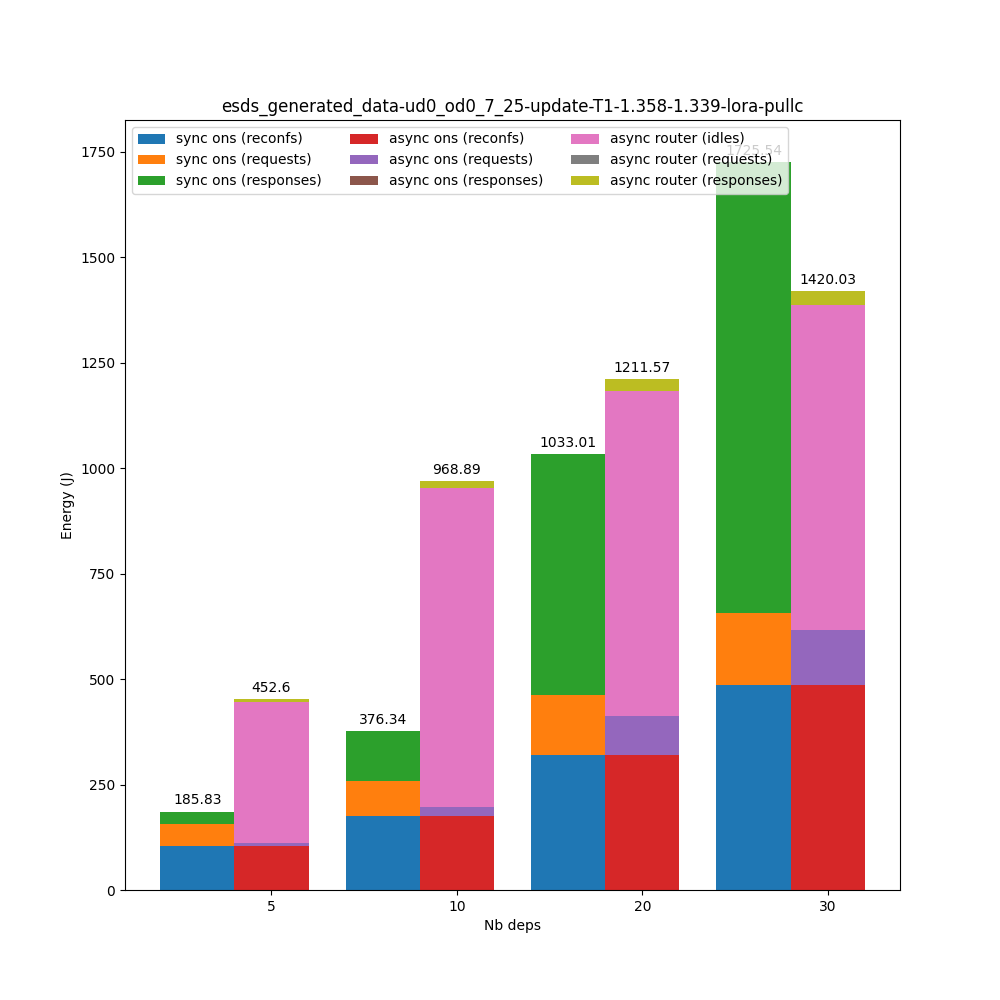 esds_generated_data-ud0_od0_7_25-update-T1-1.358-1.339-lora-pullc
sync ons (reconfs)
sync ons (requests)
sync ons (responses)
async ons (reconfs)
async ons (requests)
async ons (responses)
async router (idles)
async router (requests)
async router (responses)
1725.54
1420.03
1211.57
1033.01
968.89
452.6
376.34
185.83
1750
1500
1250
1000
750
500
250
0
Energy (J)
5 10 20 30
Nb deps